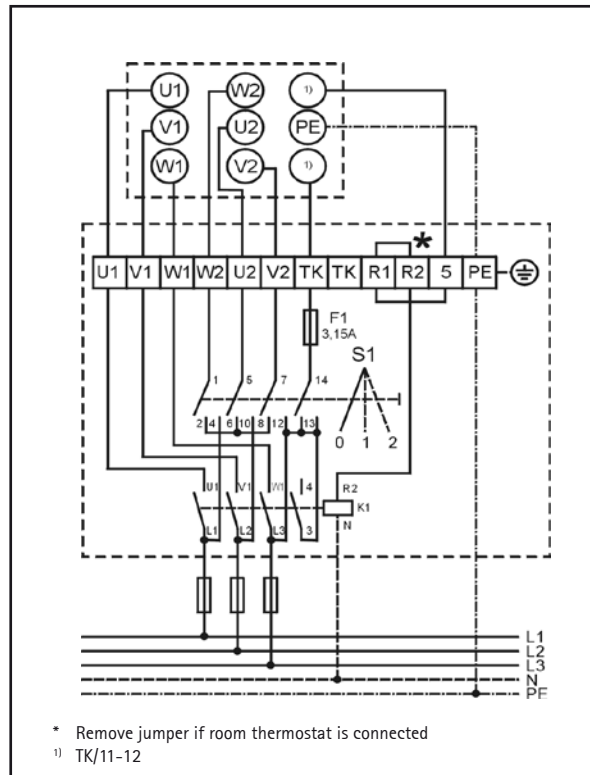 U1 W2 1)
V1 U2 PE
W1 V2 1)
*
U1 V1 W1 W2 U2 V2 TK TK R1 R2 5 PE
F1
3,15A
S1
1 5 7 14
2 4 6 10 8 12 13
0 1 2
U1 V1 W1 4 R2
K1
L1 L2 L3 3 N
L1
L2
L3
N
PE
* Remove jumper if room thermostat is connected
1) TK/11-12